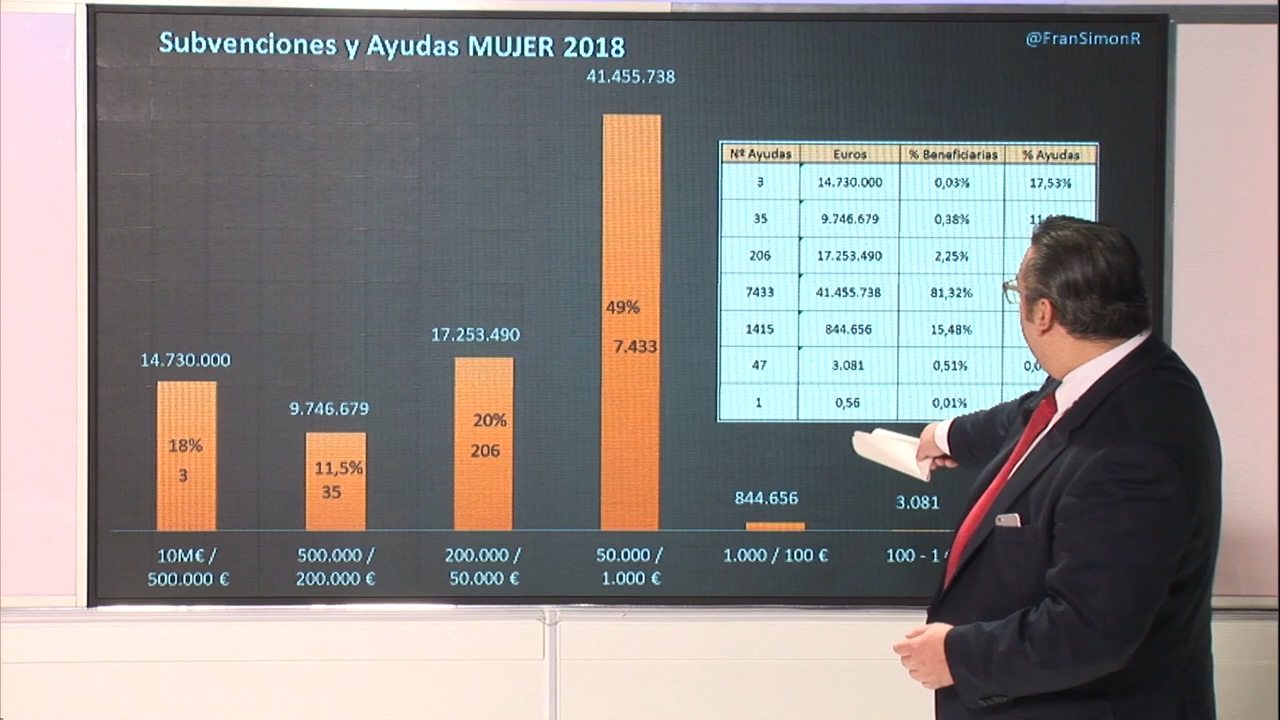 Subvenciones y Ayudas MUJER 2018
@FranSimonR
41.455.738
Nº Ayudas Euros % Beneficiarias % Ayudas
3 14.730.000 0,03% 17,53%
35 9.746.679 0,38%
206 17.253.490 2,25%
7433 41.455.738 81,32%
1415 844.656 15,48%
47 3.081 0,51%
1 0,56 0,01%
14.730.000
18%
3
9.746.679
11,5%
35
17.253.490
20%
206
49%
7.433
844.656
3.081
10M€ /
500.000 €
500.000 /
200.000 €
200.000 /
50.000 €
50.000 /
1.000 €
1.000 / 100 €
100 - 1